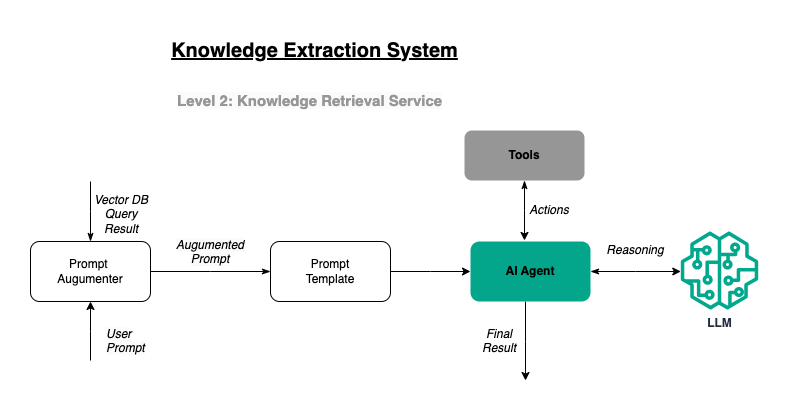 Knowledge Extraction System
Level 2: Knowledge Retrieval Service
Tools
Vector DB
Query
Result
Actions
Prompt
Augumenter
Augumented
Prompt
Prompt
Template
AI Agent
Reasoning
LLM
User
Prompt
Final
Result